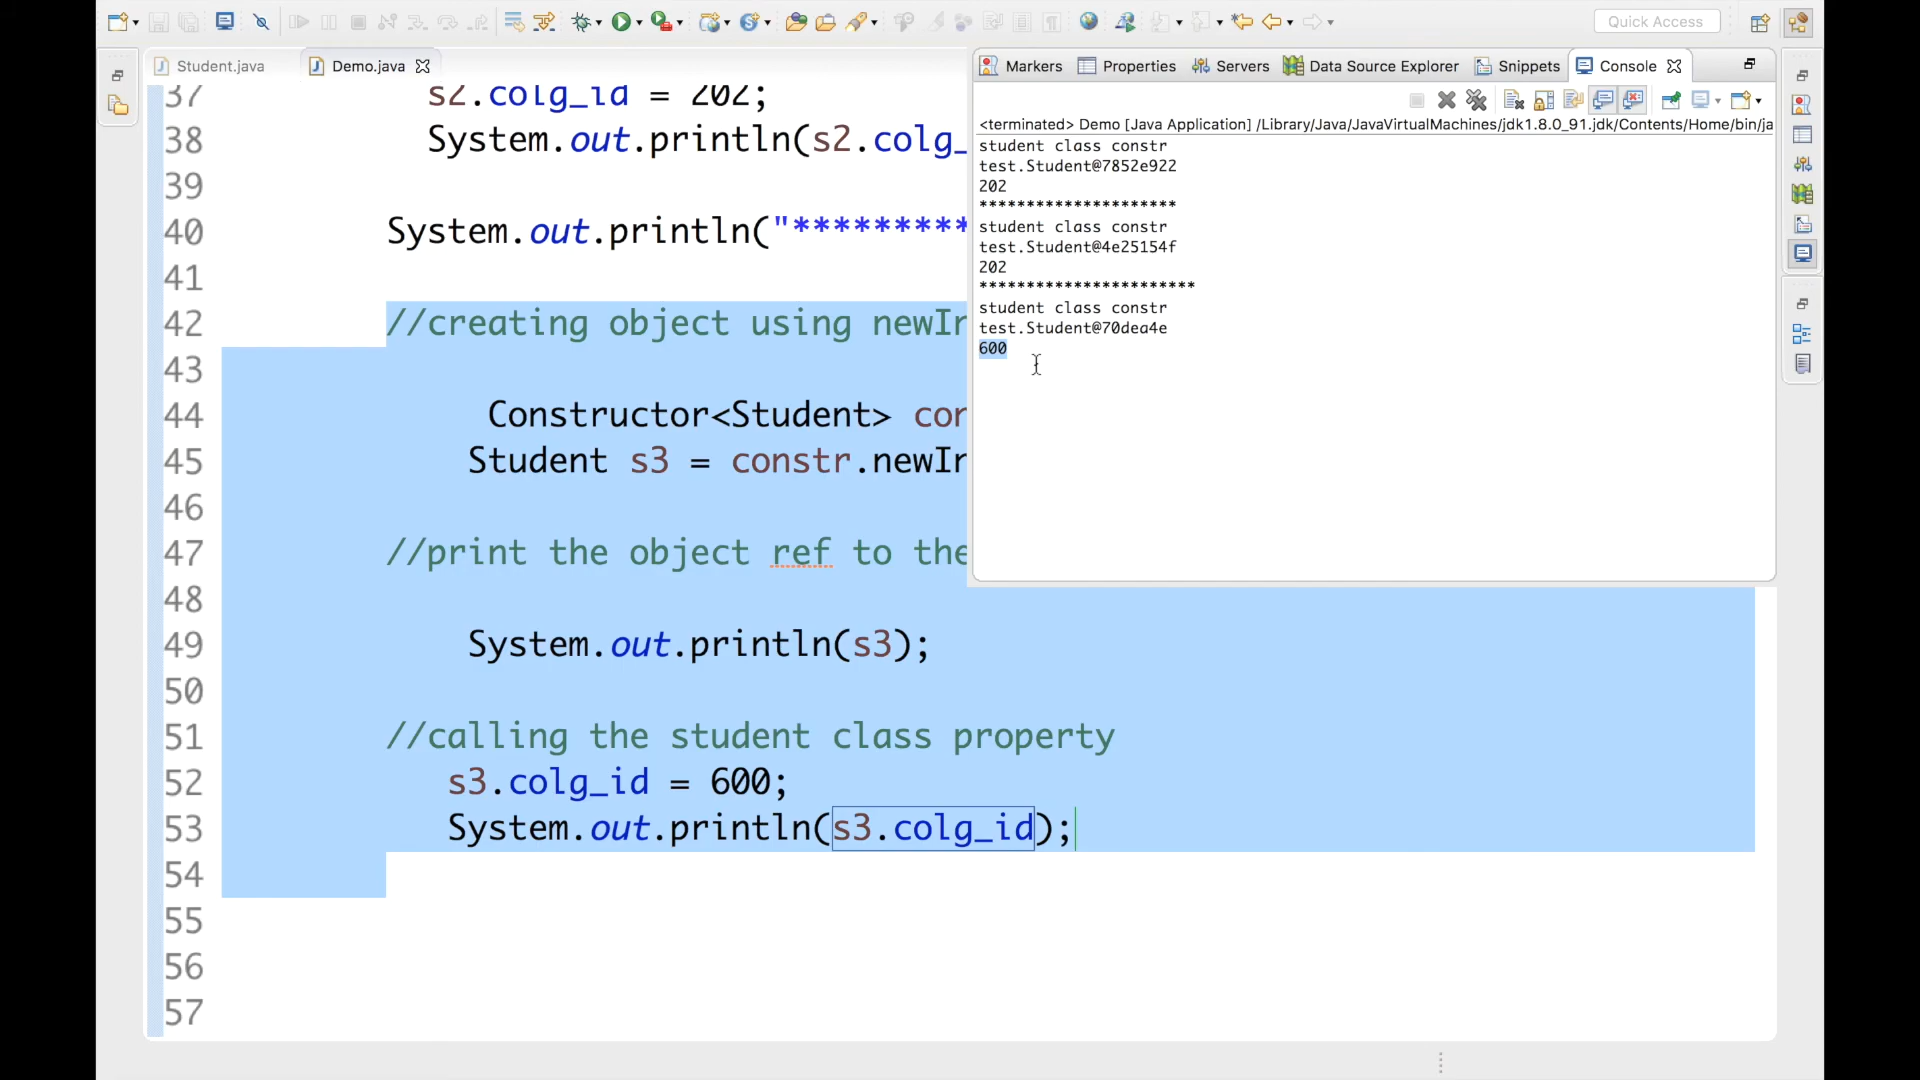 Quick Access
Student.java
Demo.java
37 s2.colg_id = 202;
38 System.out.println(s2.colg_
39
40 System.out.println("**********
41
42 //creating object using newIn
43
44 Constructor<Student> con
45 Student s3 = constr.newIn
46
47 //print the object ref to the
48
49 System.out.println(s3);
50
51 //calling the student class property
52 s3.colg_id = 600;
53 System.out.println(s3.colg_id);
54
55
56
57
Markers Properties Servers Data Source Explorer Snippets Console
<terminated> Demo [Java Application] /Library/Java/JavaVirtualMachines/jdk1.8.0_91.jdk/Contents/Home/bin/ja
student class constr
test.Student@7852e922
202
*********************
student class constr
test.Student@4e25154f
202
***********************
student class constr
test.Student@70dea4e
600